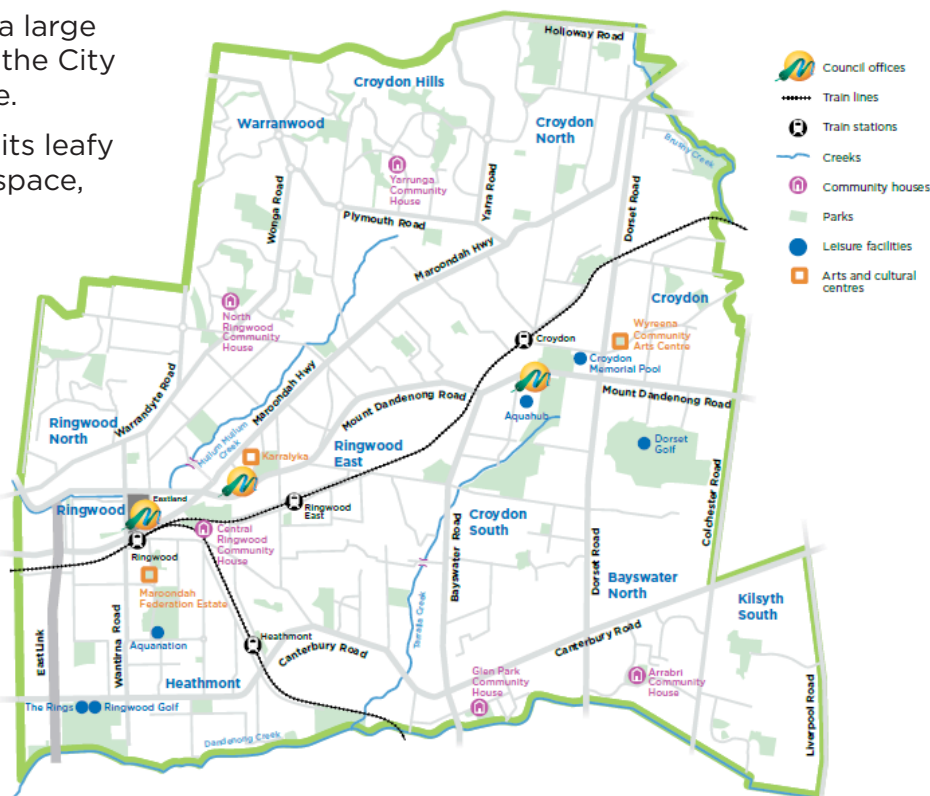 a large
the City
e.
its leafy
space,
Holloway Road
Croydon Hills
Warranwood
Croydon
North
Brushy Creek
Yarrunga
Community
House
Wonga Road
Yarra Road
Dorset Road
Plymouth Road
Maroondah Hwy
North
Ringwood
Community
House
Croydon
Croydon
Wyreena
Community
Arts Centre
Croydon
Memorial Pool
Warrandyte Road
Maroondah Hwy
Mount Dandenong Road
Mount Dandenong Road
Aquahub
Ringwood
North
Mullum Mullum
Creek
Karralyka
Ringwood
East
Dorset
Golf
Colchester Road
Eastland
Ringwood
Ringwood
East
Croydon
South
Central
Ringwood
Community
House
Ringwood
Bayswater Road
Dorset Road
Bayswater
North
Kilsyth
South
Maroondah
Federation Estate
Tarralla Creek
EastLink
Wantirna Road
Aquanation
Heathmont
Canterbury Road
Canterbury Road
Heathmont
Glen Park
Community
House
Arrabri
Community
House
Liverpool Road
The Rings
Ringwood Golf
Dandenong Creek
Council offices
Train lines
Train stations
Creeks
Community houses
Parks
Leisure facilities
Arts and cultural
centres